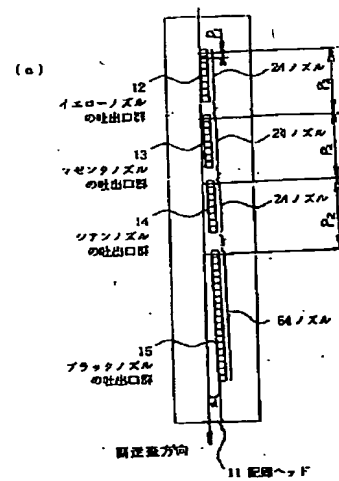 (a)
12
イエローノズル
の吐出口群
13
マゼンタノズル
の吐出口群
14
シアンノズル
の吐出口群
15
ブラックノズル
の吐出口群
P₁
24ノズル
24ノズル
24ノズル
64ノズル
P₂
P₂
副走査方向
11 記録ヘッド